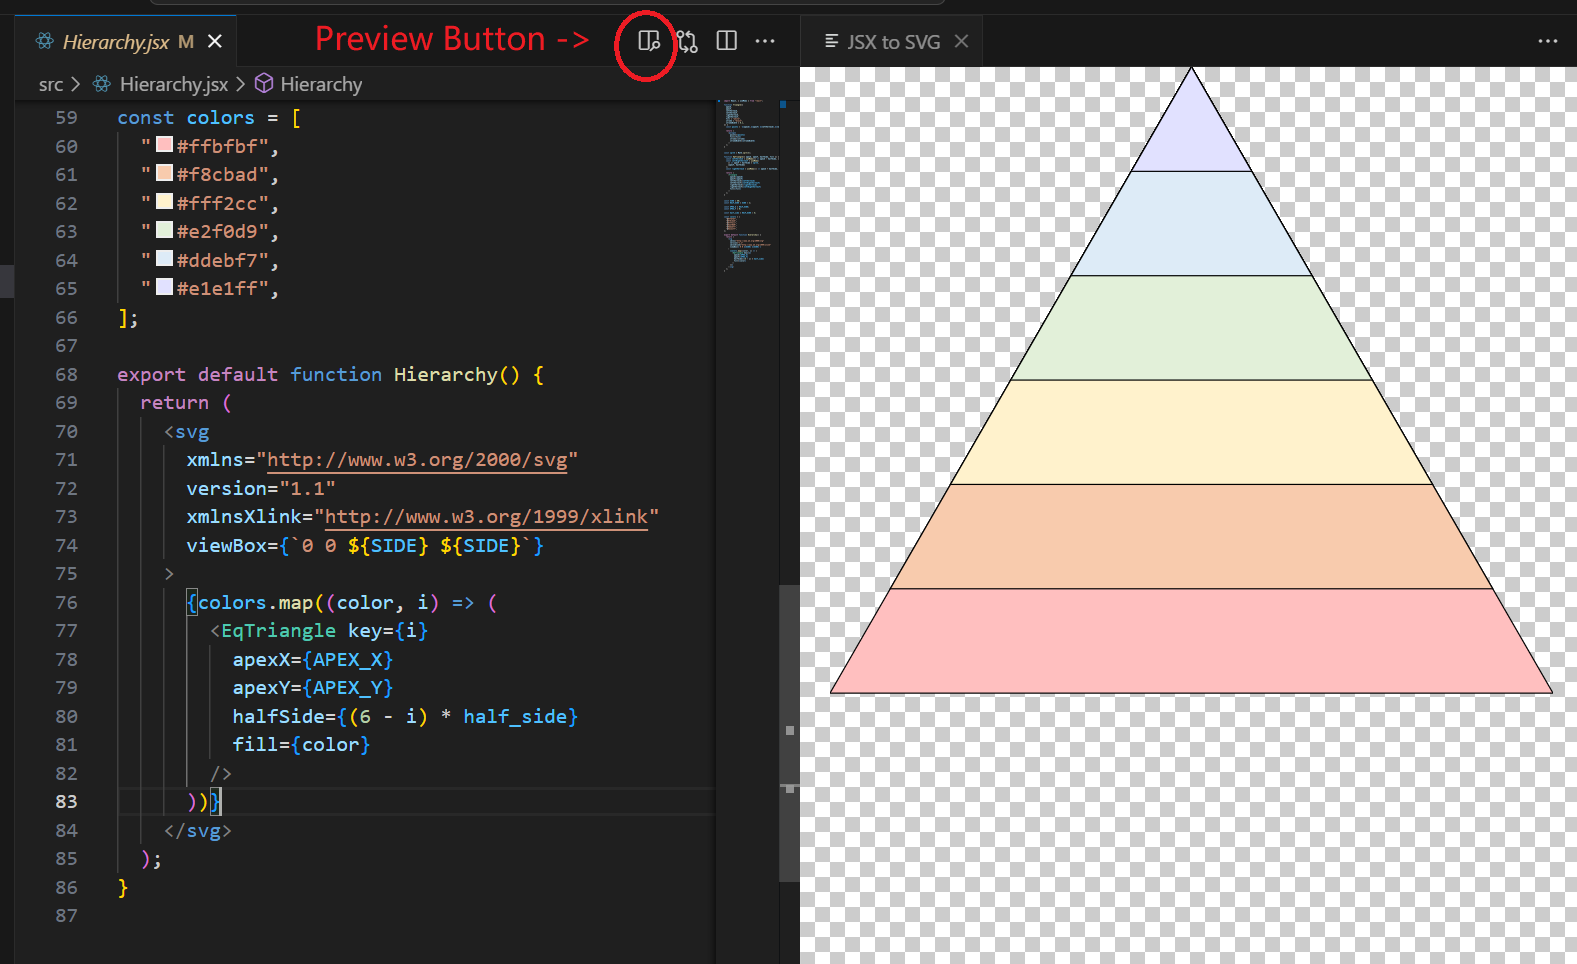 Hierarchy.jsx M
Preview Button ->
JSX to SVG
src > Hierarchy.jsx > Hierarchy
59 const colors = [
60 "#ffbfbf",
61 "#f8cbad",
62 "#fff2cc",
63 "#e2f0d9",
64 "#ddebf7",
65 "#e1e1ff",
66 ];
67
68 export default function Hierarchy() {
69 return (
70 <svg
71 xmlns="http://www.w3.org/2000/svg"
72 version="1.1"
73 xmlnsXlink="http://www.w3.org/1999/xlink"
74 viewBox={`0 0 ${SIDE} ${SIDE}`}
75 >
76 {colors.map((color, i) => (
77 <EqTriangle key={i}
78 apexX={APEX_X}
79 apexY={APEX_Y}
80 halfSide={(6 - i) * half_side}
81 fill={color}
82 />
83 ))}
84 </svg>
85 );
86 }
87